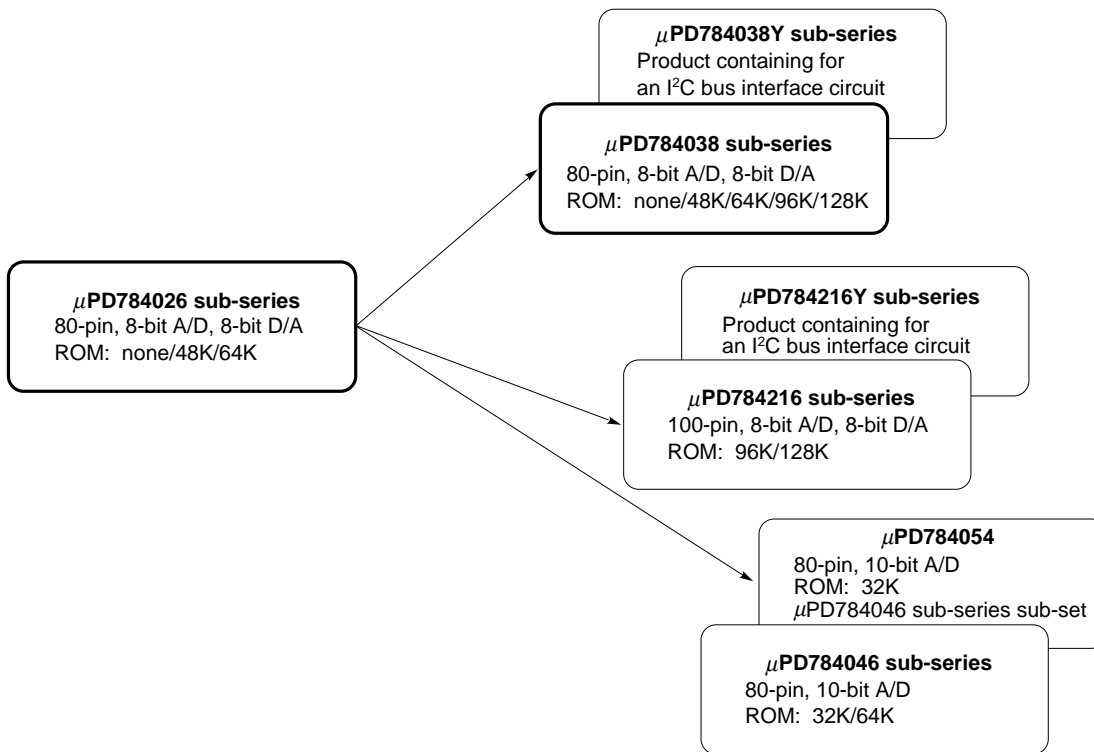 μPD784038Y sub-series
Product containing for
an I²C bus interface circuit
μPD784038 sub-series
80-pin, 8-bit A/D, 8-bit D/A
ROM: none/48K/64K/96K/128K
μPD784026 sub-series
80-pin, 8-bit A/D, 8-bit D/A
ROM: none/48K/64K
μPD784216Y sub-series
Product containing for
an I²C bus interface circuit
μPD784216 sub-series
100-pin, 8-bit A/D, 8-bit D/A
ROM: 96K/128K
μPD784054
80-pin, 10-bit A/D
ROM: 32K
μPD784046 sub-series sub-set
μPD784046 sub-series
80-pin, 10-bit A/D
ROM: 32K/64K